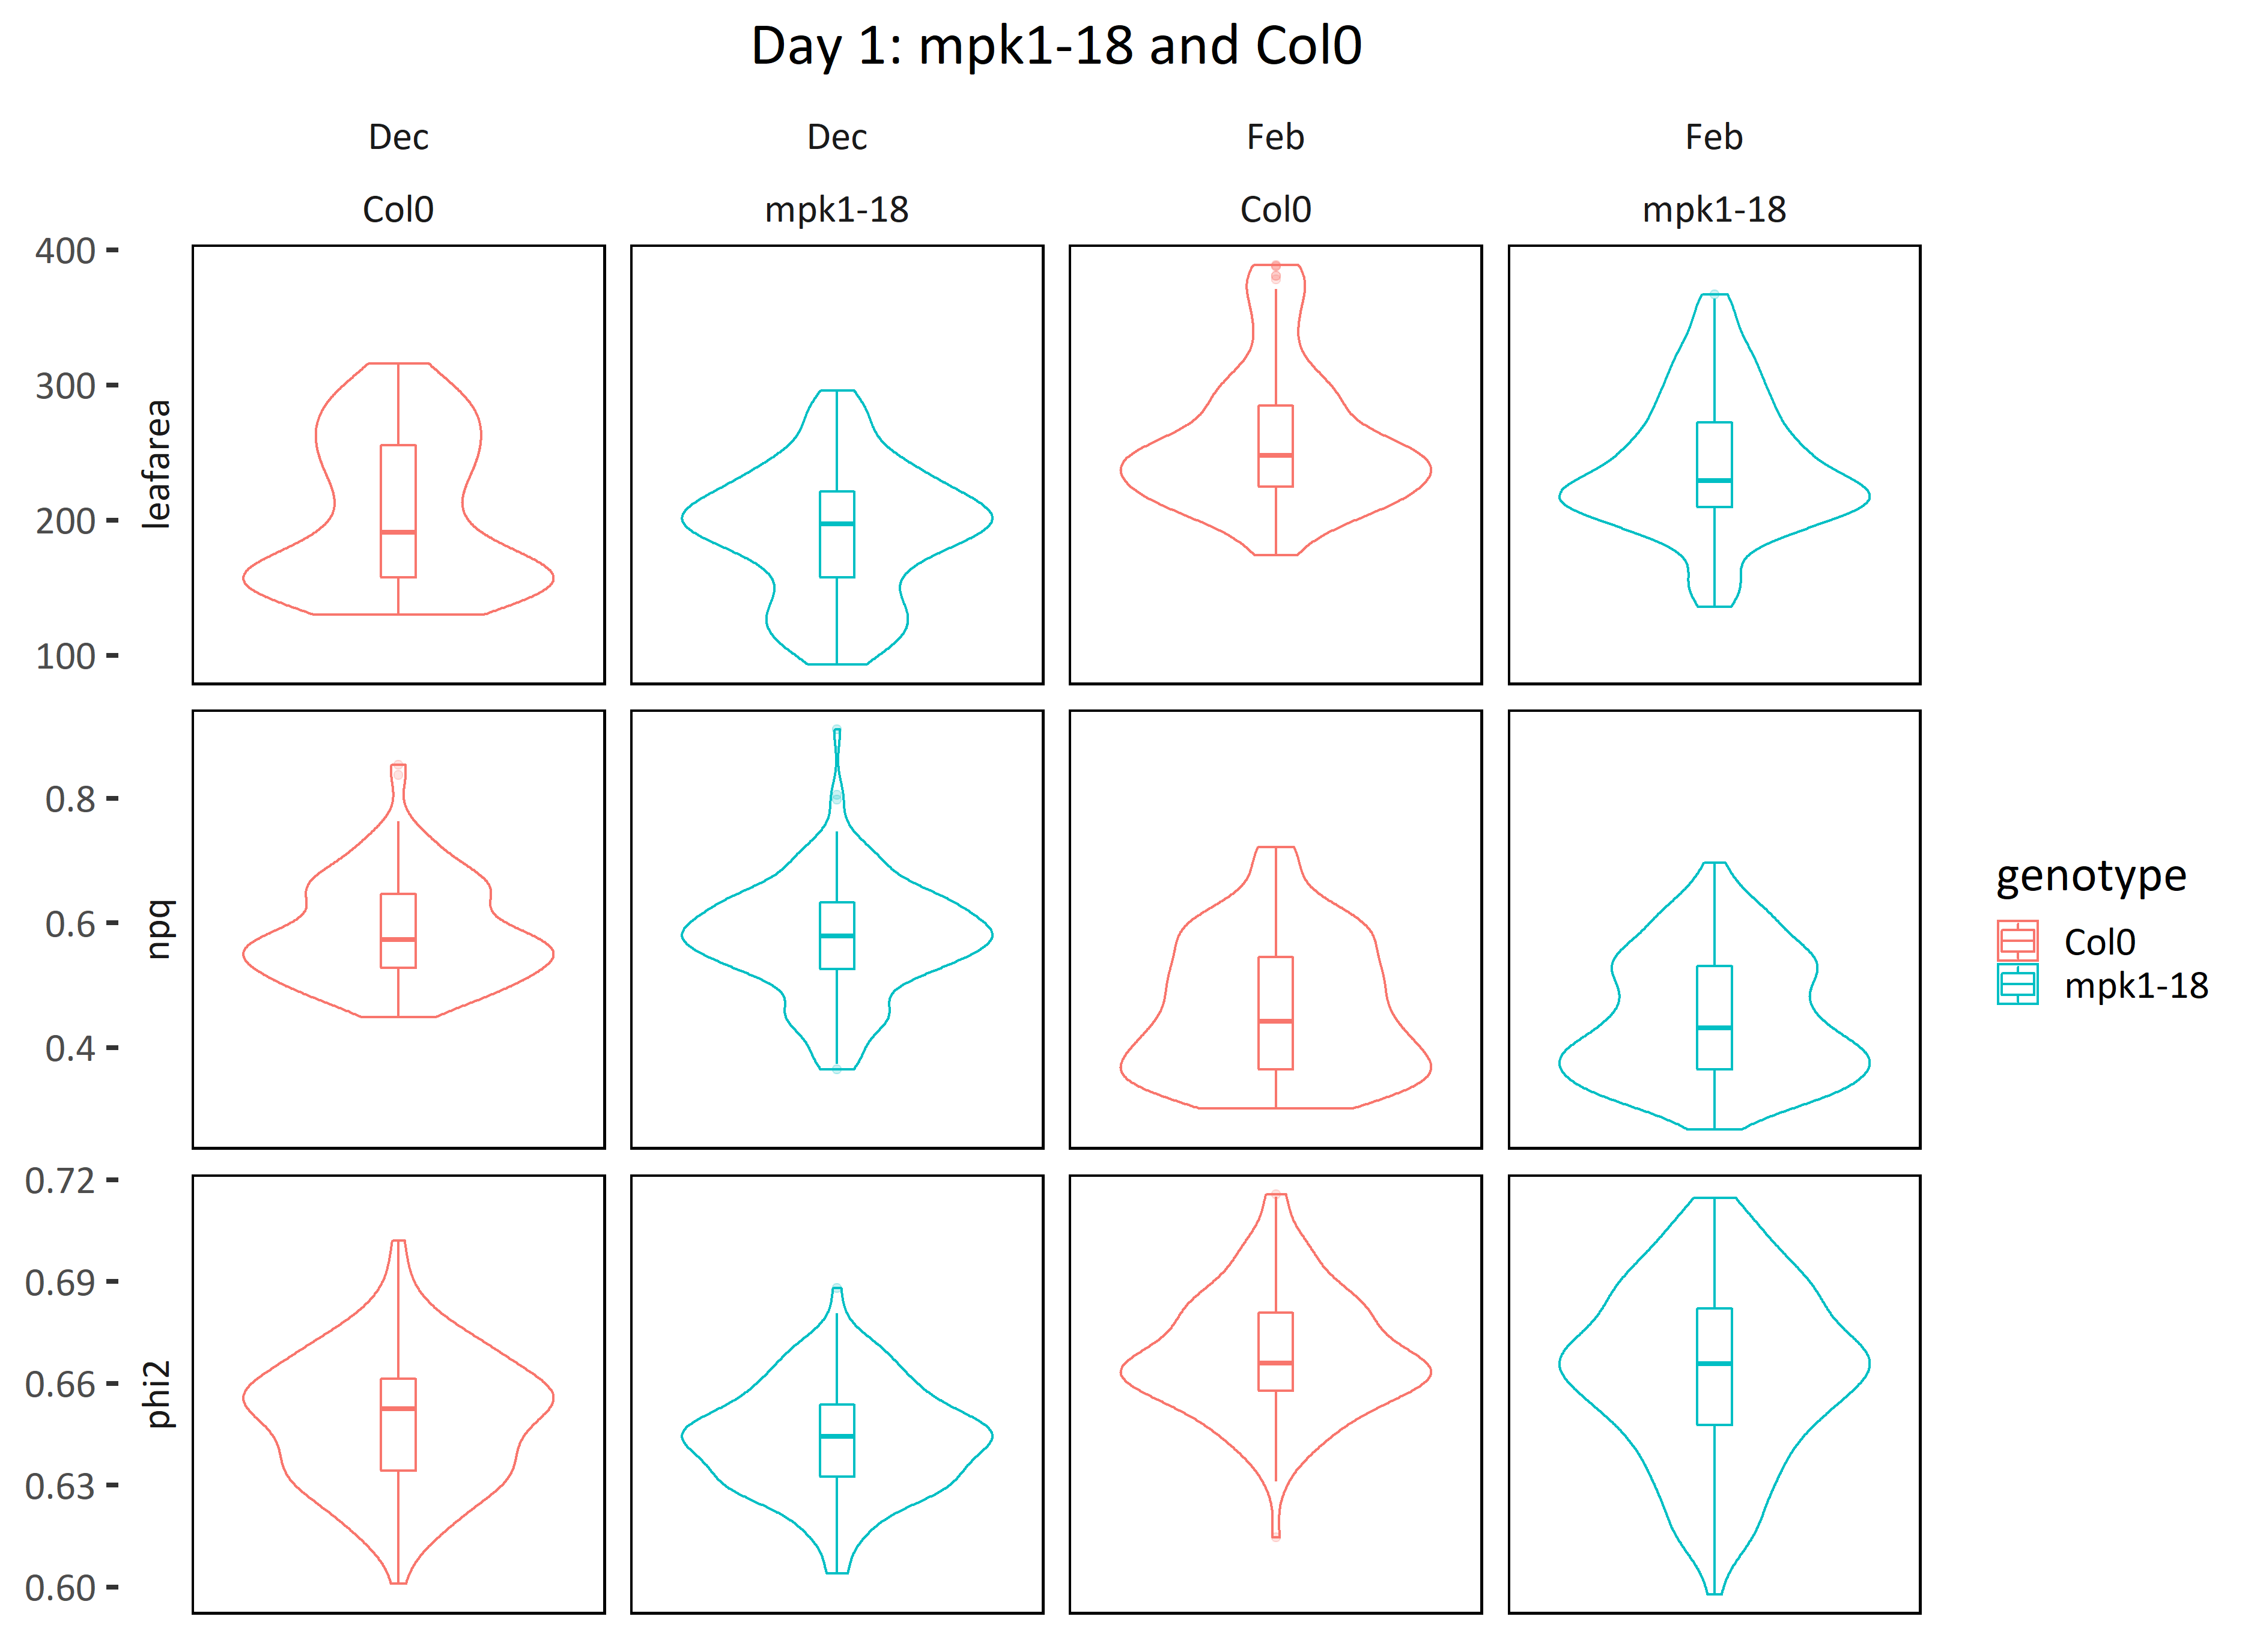 Day 1: mpk1-18 and Col0
Dec Dec Feb Feb
Col0 mpk1-18 Col0 mpk1-18
400
300
200
100
leafarea
0.8
0.6
0.4
npq
genotype
Col0
mpk1-18
0.72
0.69
0.66
0.63
0.60
phi2